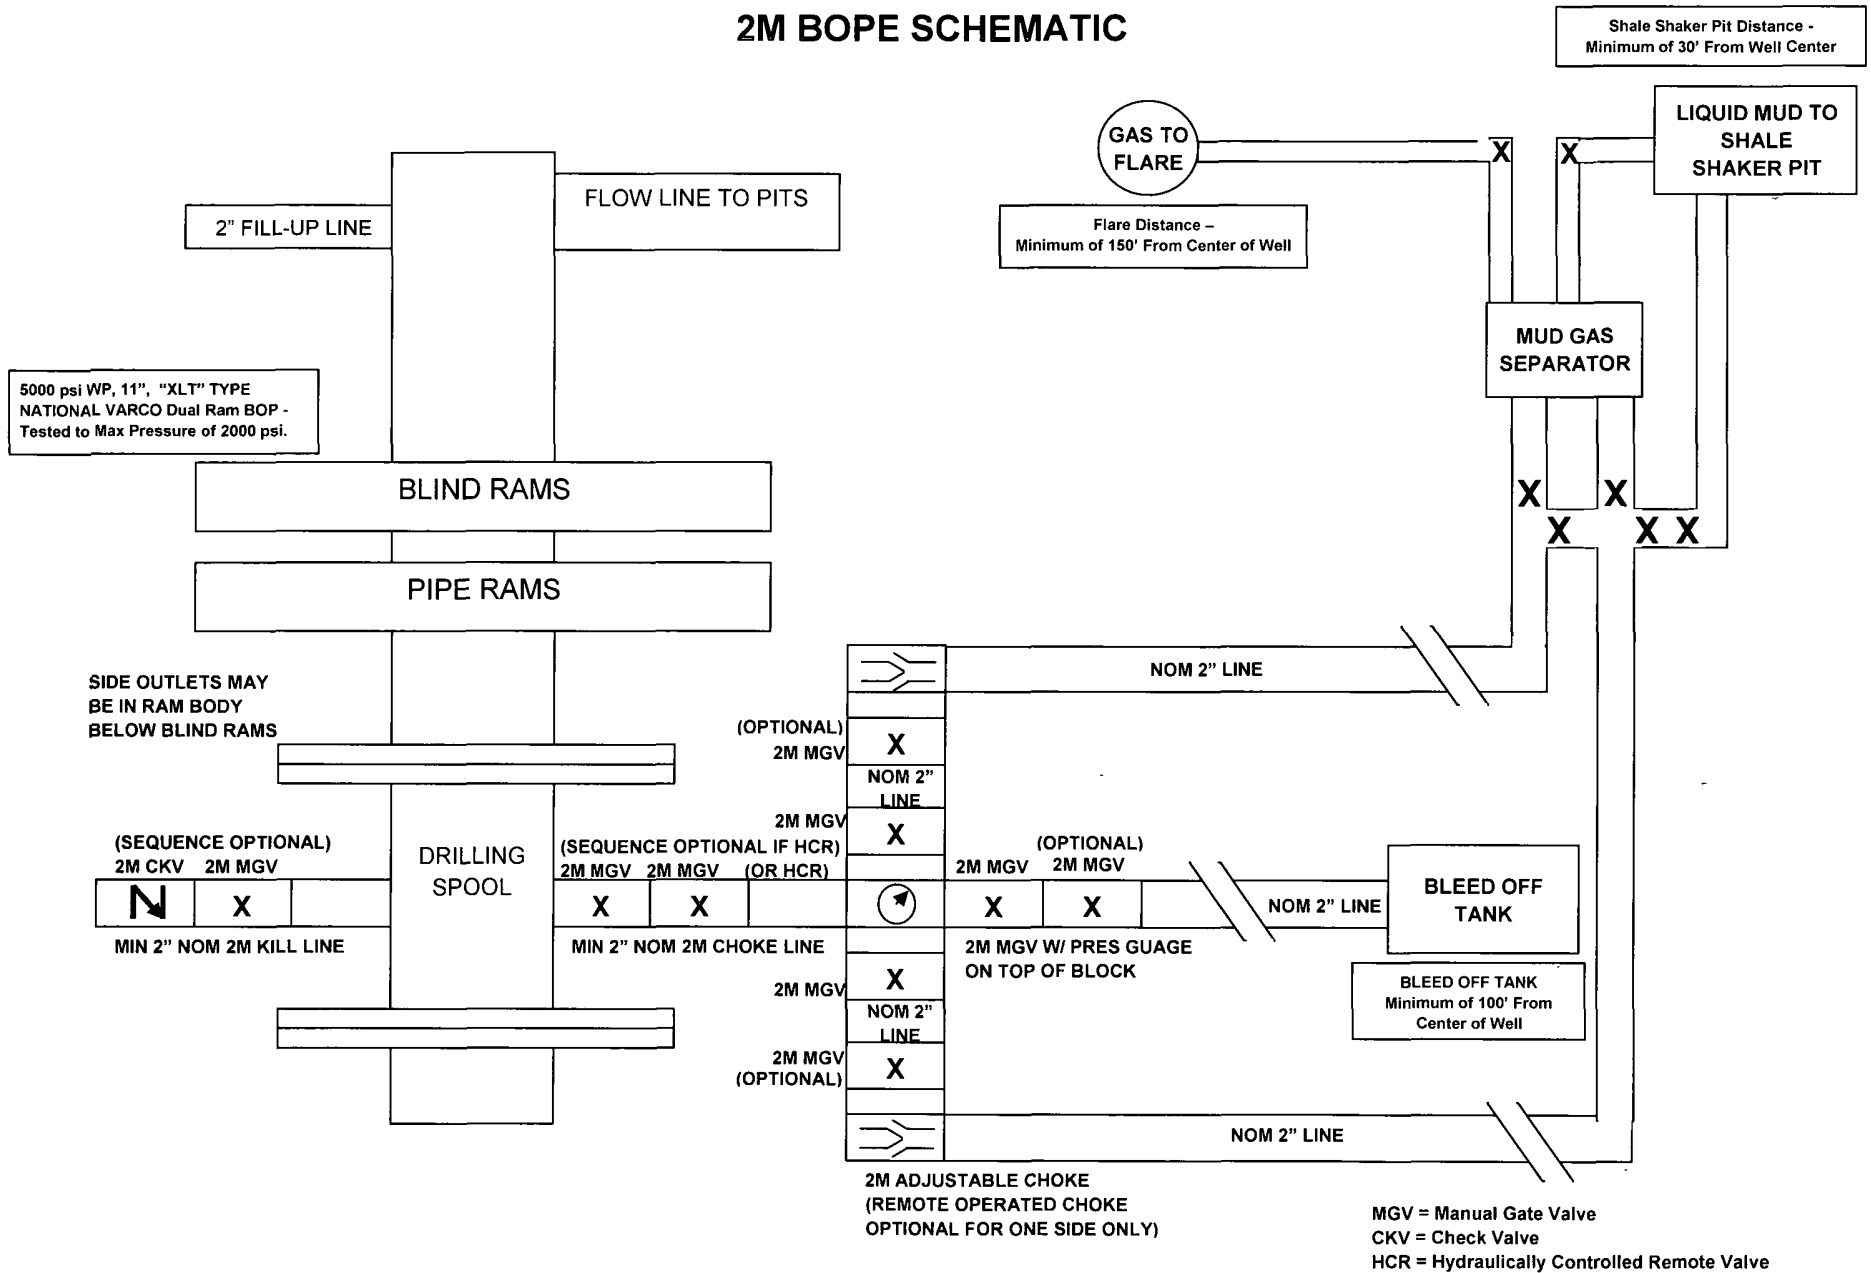 2M BOPE SCHEMATIC
Shale Shaker Pit Distance -
Minimum of 30' From Well Center
GAS TO
FLARE
LIQUID MUD TO
SHALE
SHAKER PIT
X
X
FLOW LINE TO PITS
2" FILL-UP LINE
Flare Distance –
Minimum of 150' From Center of Well
MUD GAS
SEPARATOR
5000 psi WP, 11", "XLT" TYPE
NATIONAL VARCO Dual Ram BOP -
Tested to Max Pressure of 2000 psi.
BLIND RAMS
X
X
X
X X
PIPE RAMS
SIDE OUTLETS MAY
BE IN RAM BODY
BELOW BLIND RAMS
NOM 2" LINE
(OPTIONAL)
2M MGV
X
NOM 2"
LINE
2M MGV
X
(SEQUENCE OPTIONAL)
2M CKV 2M MGV
X
MIN 2" NOM 2M KILL LINE
DRILLING
SPOOL
(SEQUENCE OPTIONAL IF HCR)
2M MGV 2M MGV (OR HCR)
X X
MIN 2" NOM 2M CHOKE LINE
(OPTIONAL)
2M MGV 2M MGV
X X
NOM 2" LINE
BLEED OFF
TANK
2M MGV W/ PRES GUAGE
ON TOP OF BLOCK
BLEED OFF TANK
Minimum of 100' From
Center of Well
2M MGV
X
NOM 2"
LINE
2M MGV
(OPTIONAL)
X
NOM 2" LINE
2M ADJUSTABLE CHOKE
(REMOTE OPERATED CHOKE
OPTIONAL FOR ONE SIDE ONLY)
MGV = Manual Gate Valve
CKV = Check Valve
HCR = Hydraulically Controlled Remote Valve